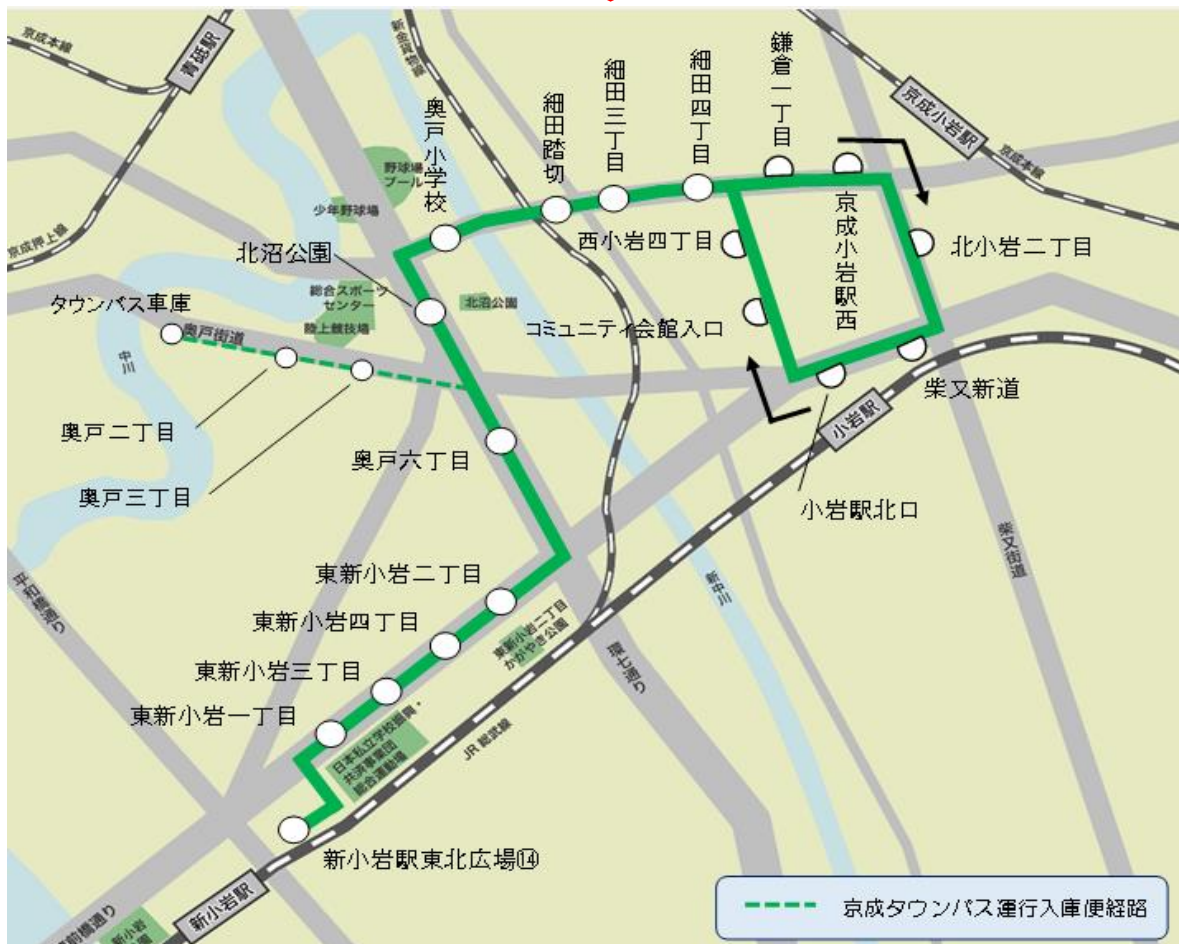 京成本線
青砥駅
新金貨物線
鎌倉一丁目
細田四丁目
細田三丁目
細田踏切
奥戸小学校
京成小岩駅
京成本線
野球場
プール
少年野球場
京成押上線
北沼公園
西小岩四丁目
京成小岩駅西
北小岩二丁目
総合スポーツ
センター
陸上競技場
北沼公園
タウンバス車庫
奥戸街道
コミュニティ会館入口
中川
柴又新道
小岩駅
奥戸二丁目
奥戸六丁目
奥戸三丁目
小岩駅北口
柴又街道
平和橋通り
東新小岩二丁目
新中川
東新小岩四丁目
東新小岩二丁目
かがやき公園
環七通り
東新小岩三丁目
東新小岩一丁目
日本私立学校振興・
共済事業団
総合運動場
JR 総武線
新小岩駅東北広場⑭
新小岩駅
前橋通り
新小岩
公園
京成タウンバス運行入庫便経路